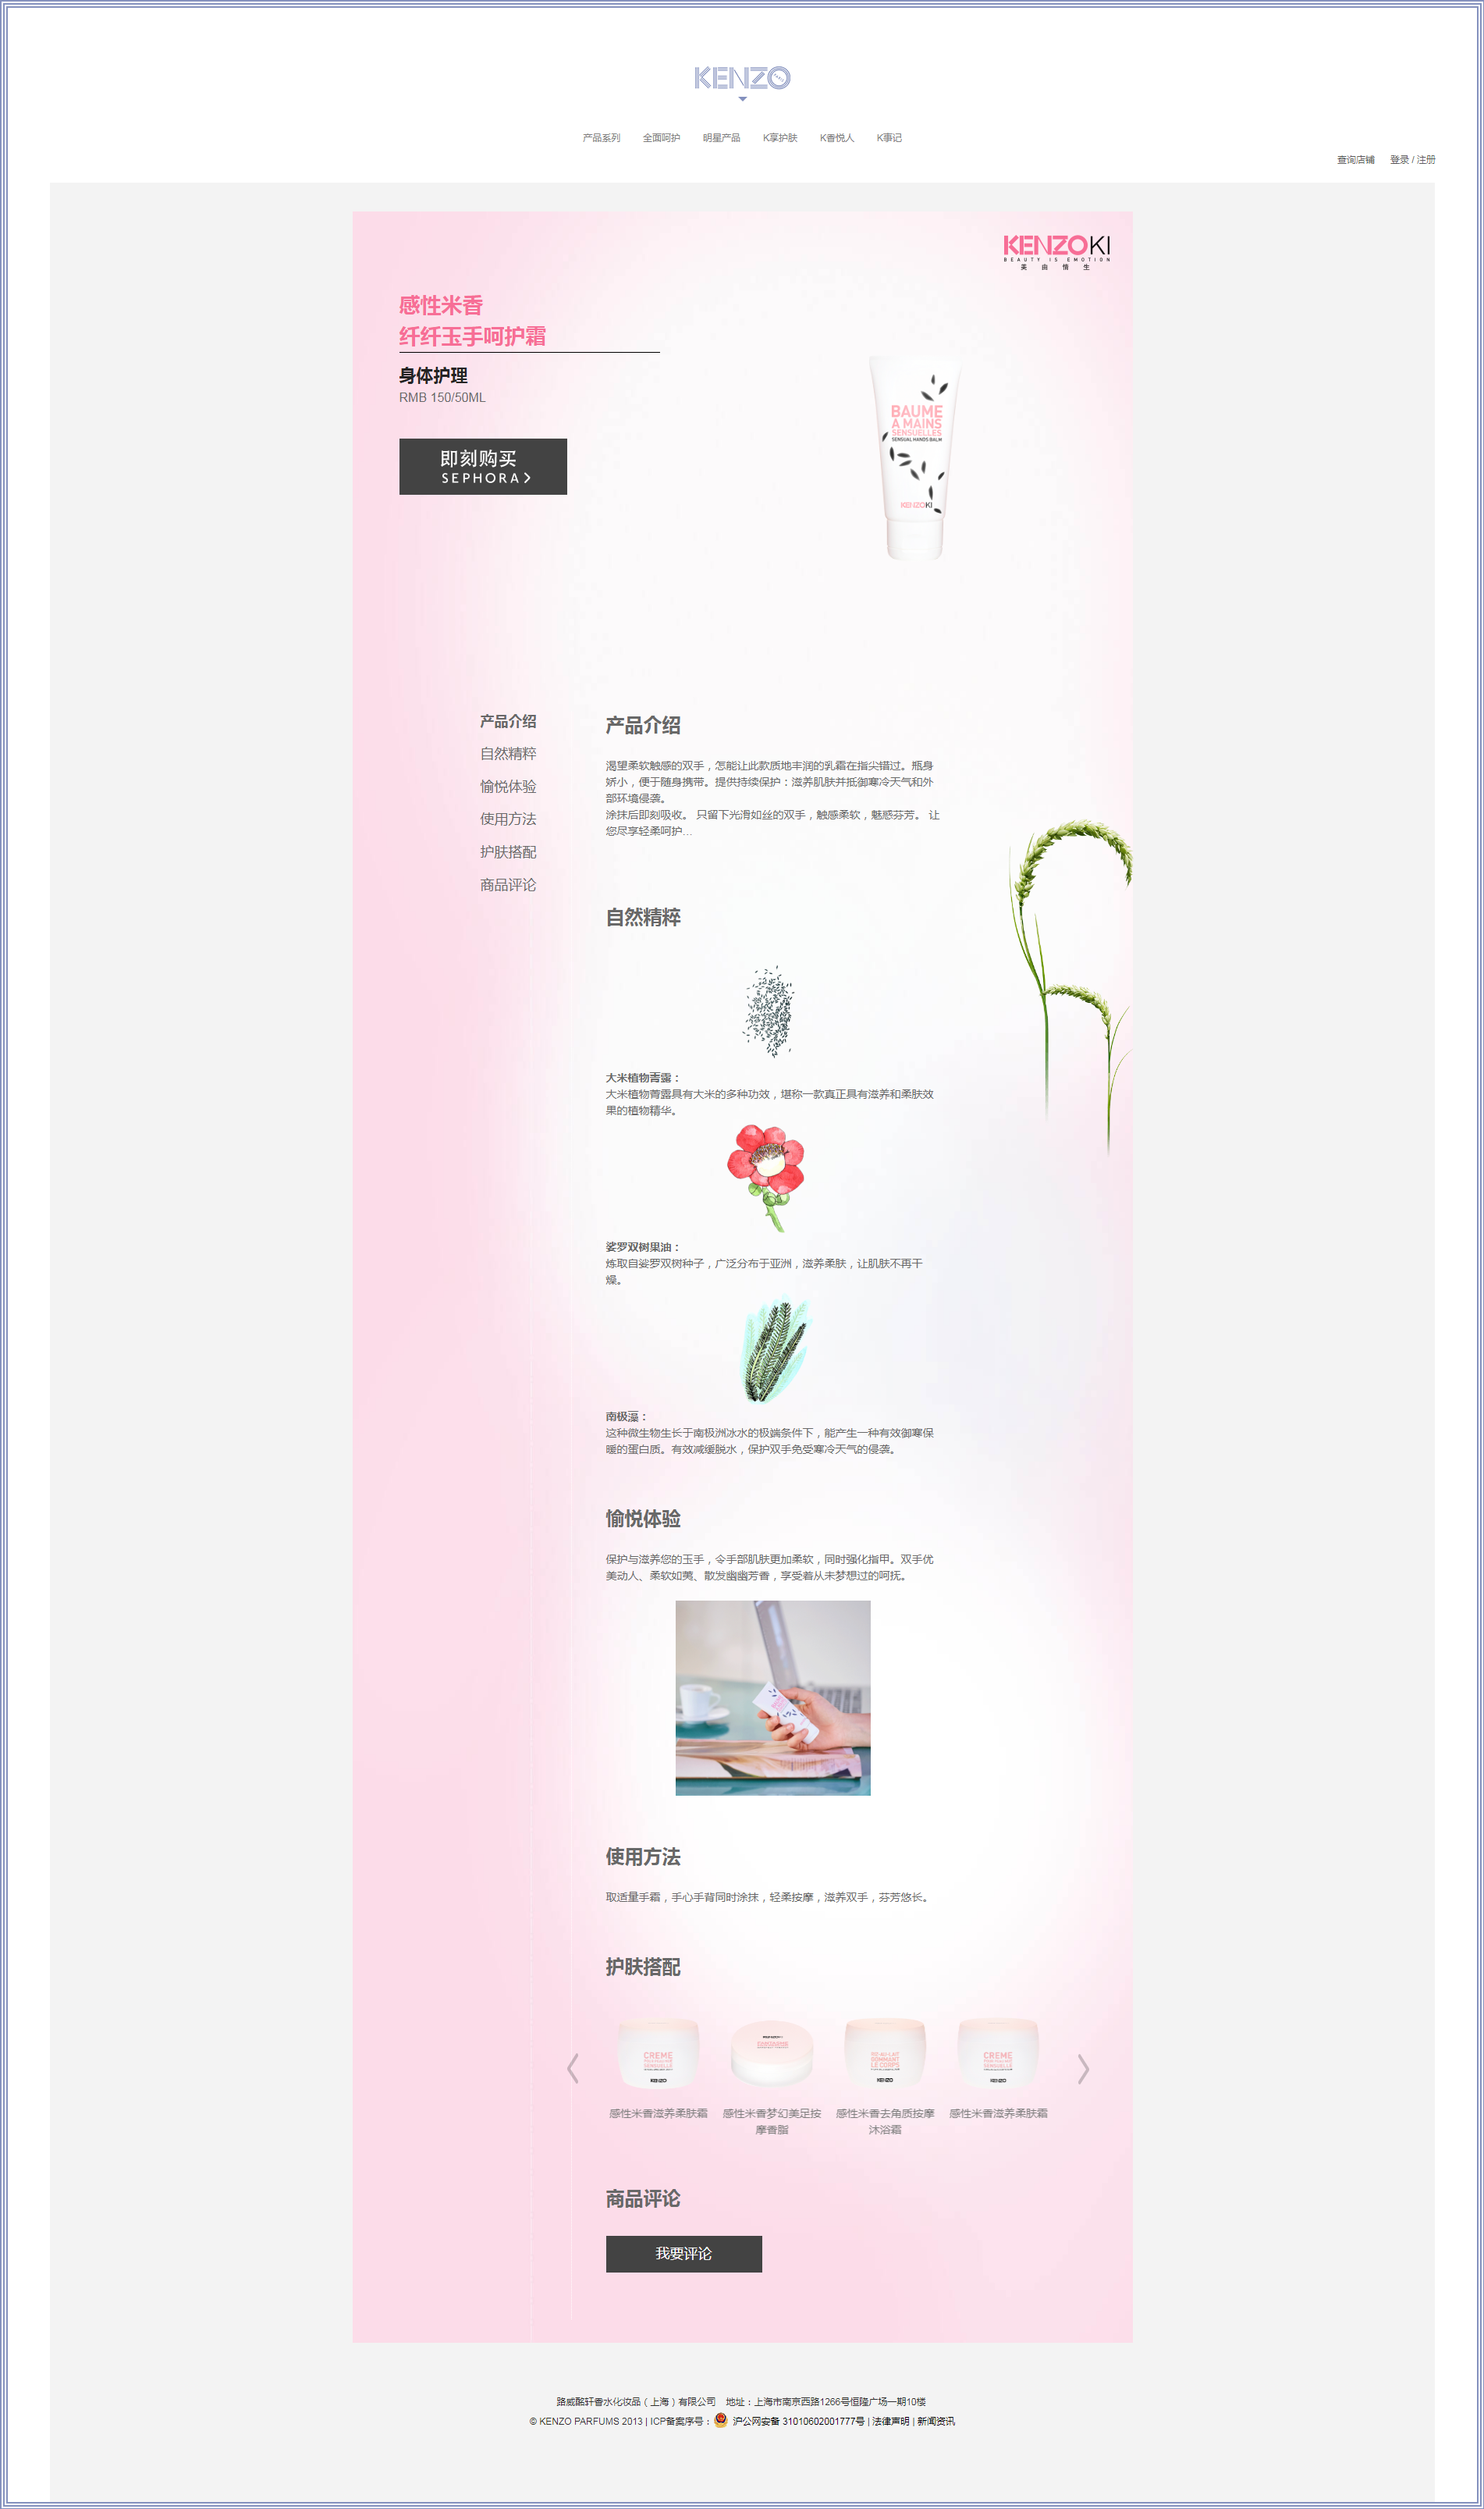 KENZO
产品系列 全面呵护 明星产品 K享护肤 K香悦人 K事记
查询店铺 登录 / 注册
KENZOKI
BEAUTY IS EMOTION
美由情生
感性米香
纤纤玉手呵护霜
身体护理
RMB 150/50ML
即刻购买
SEPHORA
BAUME
A MAINS
SENSUELLES
SENSUAL HANDS BALM
KENZOKI
产品介绍
自然精粹
愉悦体验
使用方法
护肤搭配
商品评论
产品介绍
渴望柔软触感的双手，怎能让此款质地丰润的乳霜在指尖错过。瓶身
娇小，便于随身携带。提供持续保护：滋养肌肤并抵御寒冷天气和外
部环境侵袭。
涂抹后即刻吸收。 只留下光滑如丝的双手，触感柔软，魅惑芬芳。 让
您尽享轻柔呵护...
自然精粹
大米植物菁露：
大米植物菁露具有大米的多种功效，堪称一款真正具有滋养和柔肤效
果的植物精华。
娑罗双树果油：
炼取自娑罗双树种子，广泛分布于亚洲，滋养柔肤，让肌肤不再干
燥。
南极藻：
这种微生物生长于南极洲冰水的极端条件下，能产生一种有效御寒保
暖的蛋白质。有效减缓脱水，保护双手免受寒冷天气的侵袭。
愉悦体验
保护与滋养您的玉手，令手部肌肤更加柔软，同时强化指甲。双手优
美动人、柔软如荑、散发幽幽芳香，享受着从未梦想过的呵抚。
使用方法
取适量手霜，手心手背同时涂抹，轻柔按摩，滋养双手，芬芳悠长。
护肤搭配
CREME
SENSUELLE
KENZO
GOMMANT
LE CORPS
KENZO
CREME
SENSUELLE
KENZO
感性米香滋养柔肤霜
感性米香梦幻美足按
摩香脂
感性米香去角质按摩
沐浴霜
感性米香滋养柔肤霜
商品评论
我要评论
路威酩轩香水化妆品（上海）有限公司 地址：上海市南京西路1266号恒隆广场一期10楼
© KENZO PARFUMS 2013 | ICP备案序号： 沪公网安备 31010602001777号 | 法律声明 | 新闻资讯